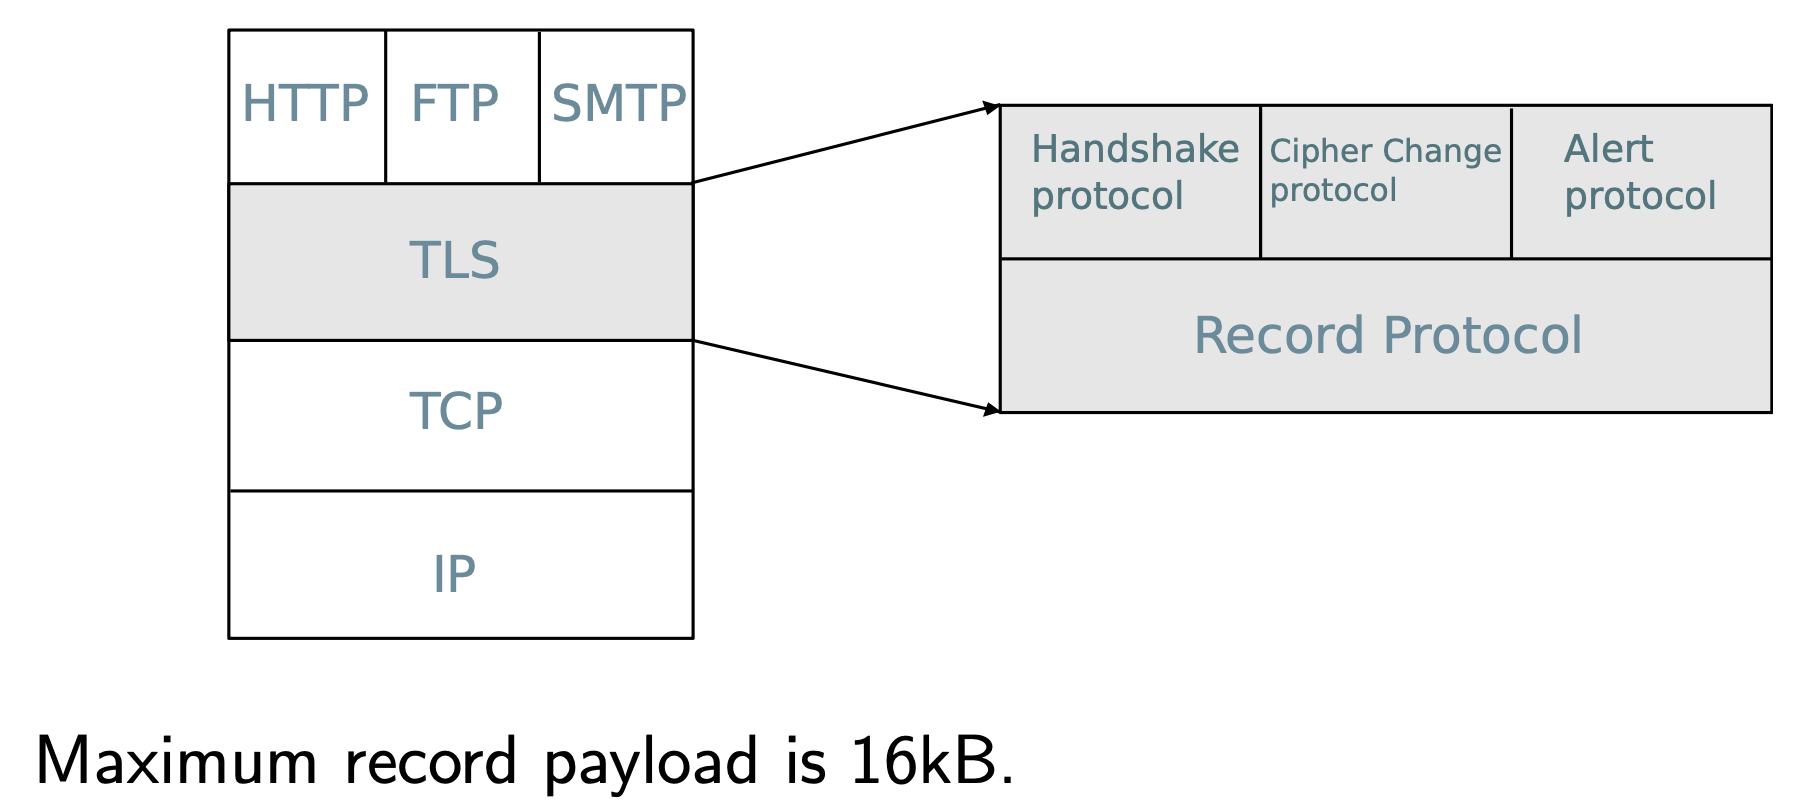 HTTP
FTP
SMTP
TLS
TCP
IP
Handshake
protocol
Cipher Change
protocol
Alert
protocol
Record Protocol
Maximum record payload is 16kB.